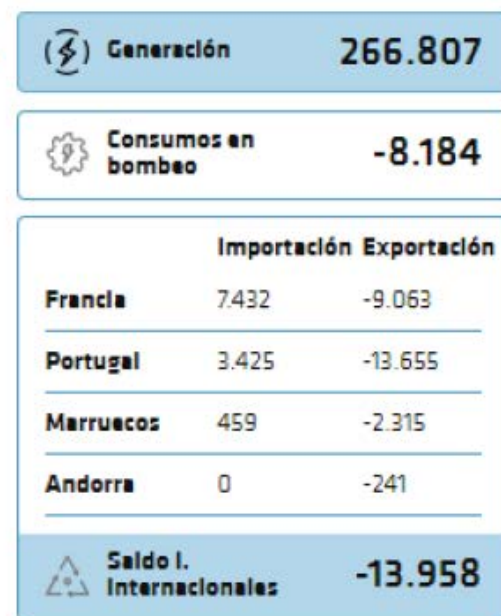 Generación 266.807
Consumos en
bombeo -8.184
Importación Exportación
Francia 7.432 -9.063
Portugal 3.425 -13.655
Marruecos 459 -2.315
Andorra 0 -241
Saldo I.
Internacionales -13.958